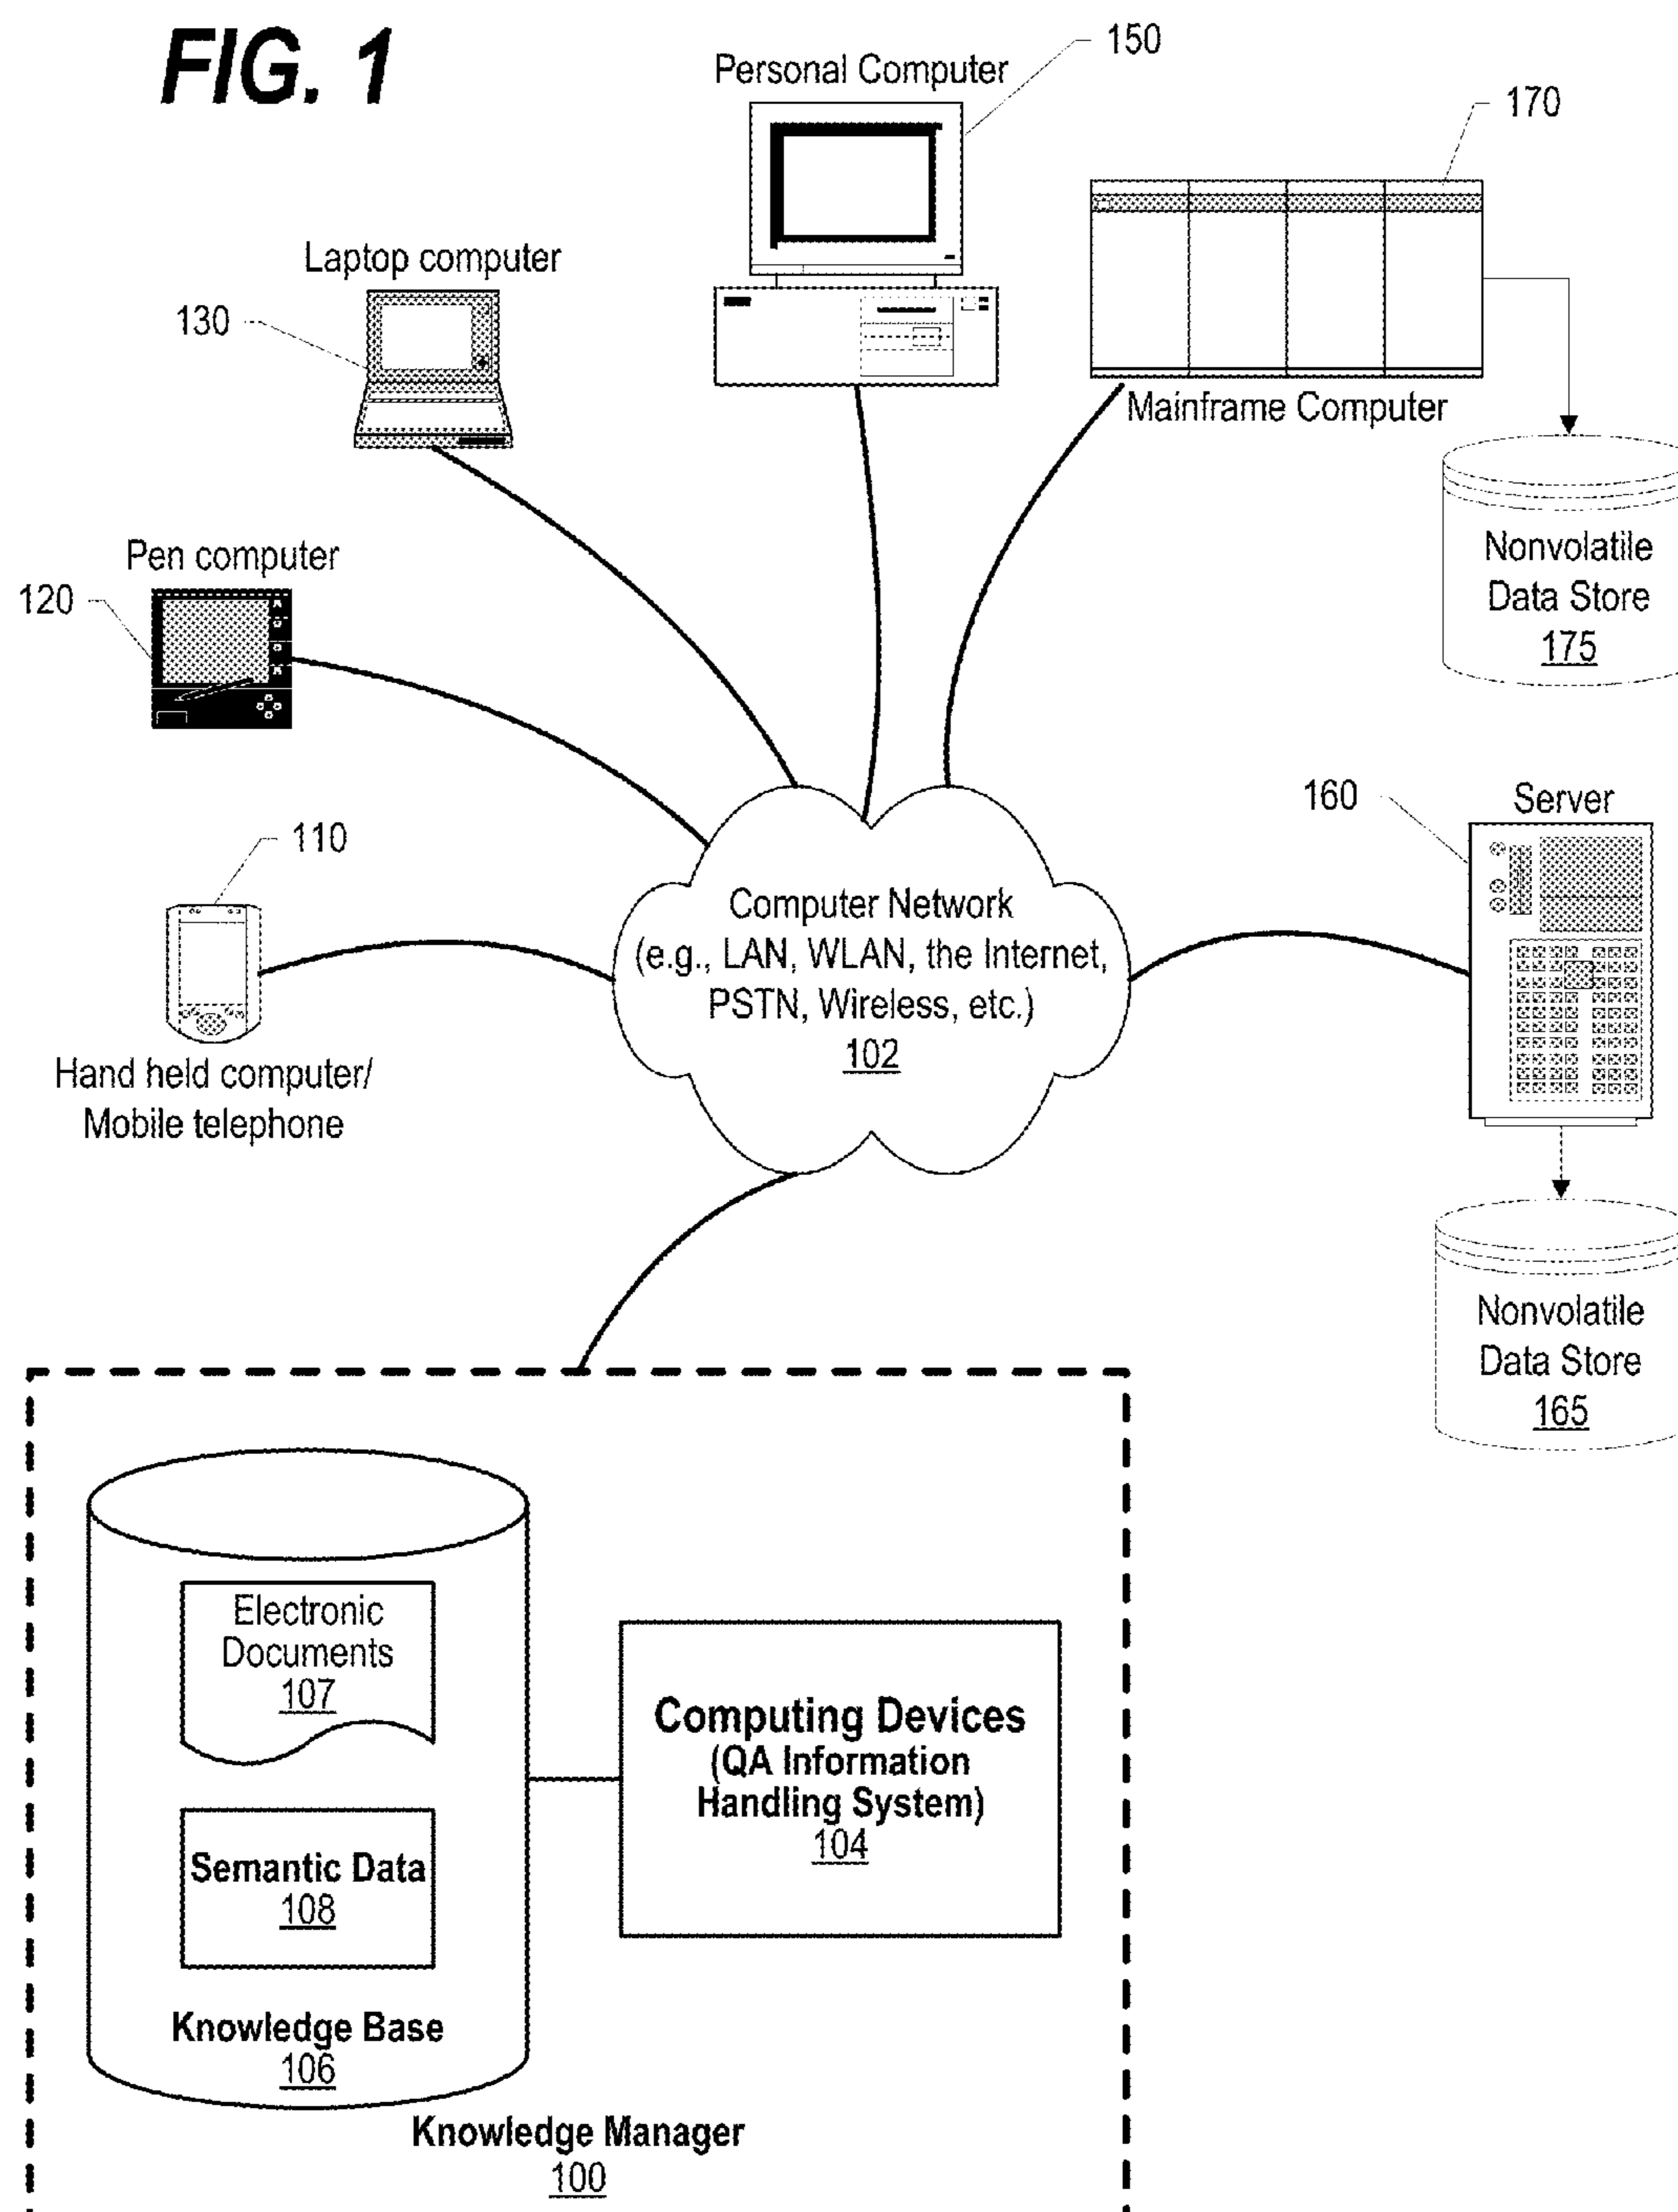 FIG. 1
Personal Computer
150
170
Laptop computer
130
Mainframe Computer
Nonvolatile
Data Store
175
Pen computer
120
160
Server
110
Hand held computer/
Mobile telephone
Computer Network
(e.g., LAN, WLAN, the Internet,
PSTN, Wireless, etc.)
102
Nonvolatile
Data Store
165
Electronic
Documents
107
Semantic Data
108
Knowledge Base
106
Computing Devices
(QA Information
Handling System)
104
Knowledge Manager
100